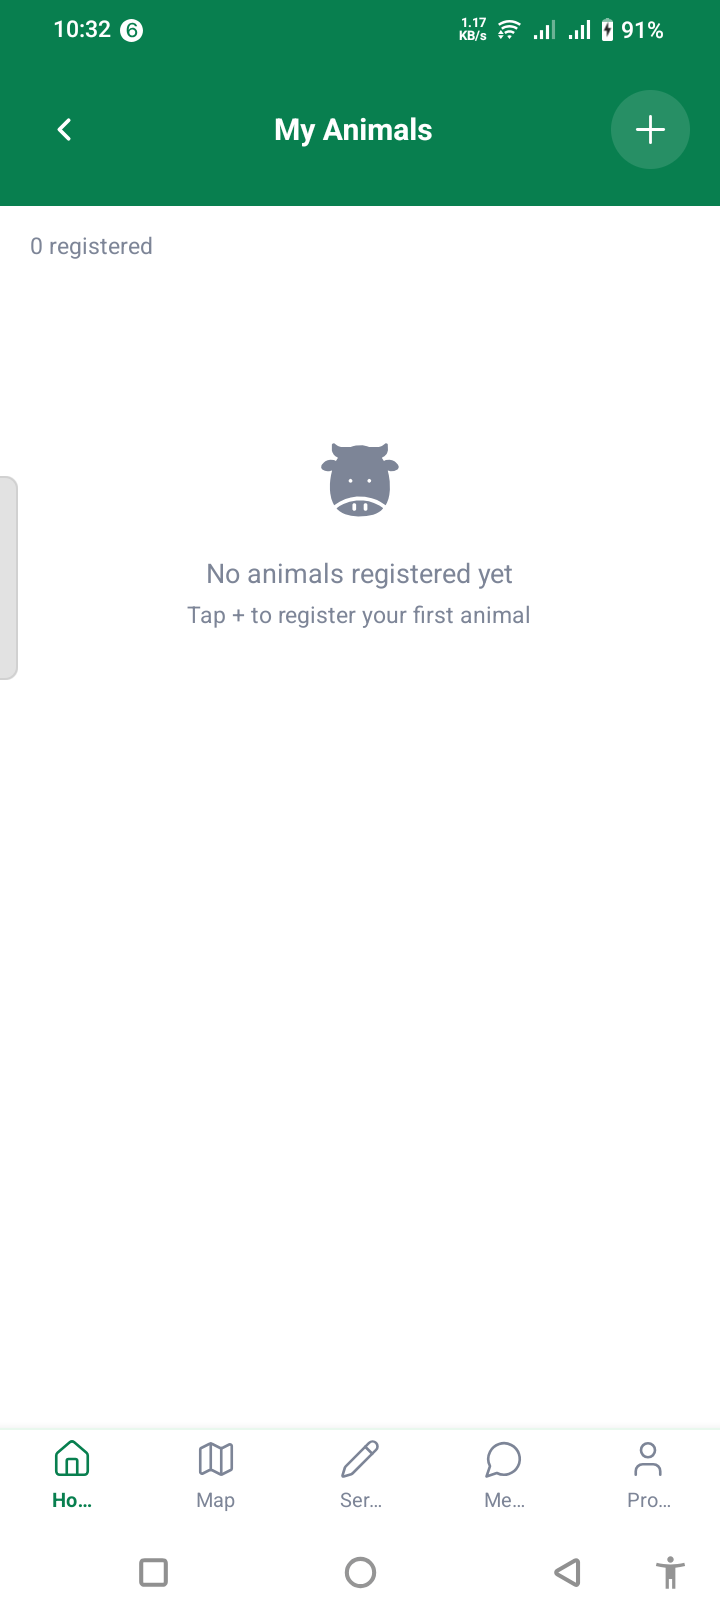 10:32 6 1.17 KB/s 91%
My Animals
0 registered
No animals registered yet
Tap + to register your first animal
Ho... Map Ser... Me... Pro...